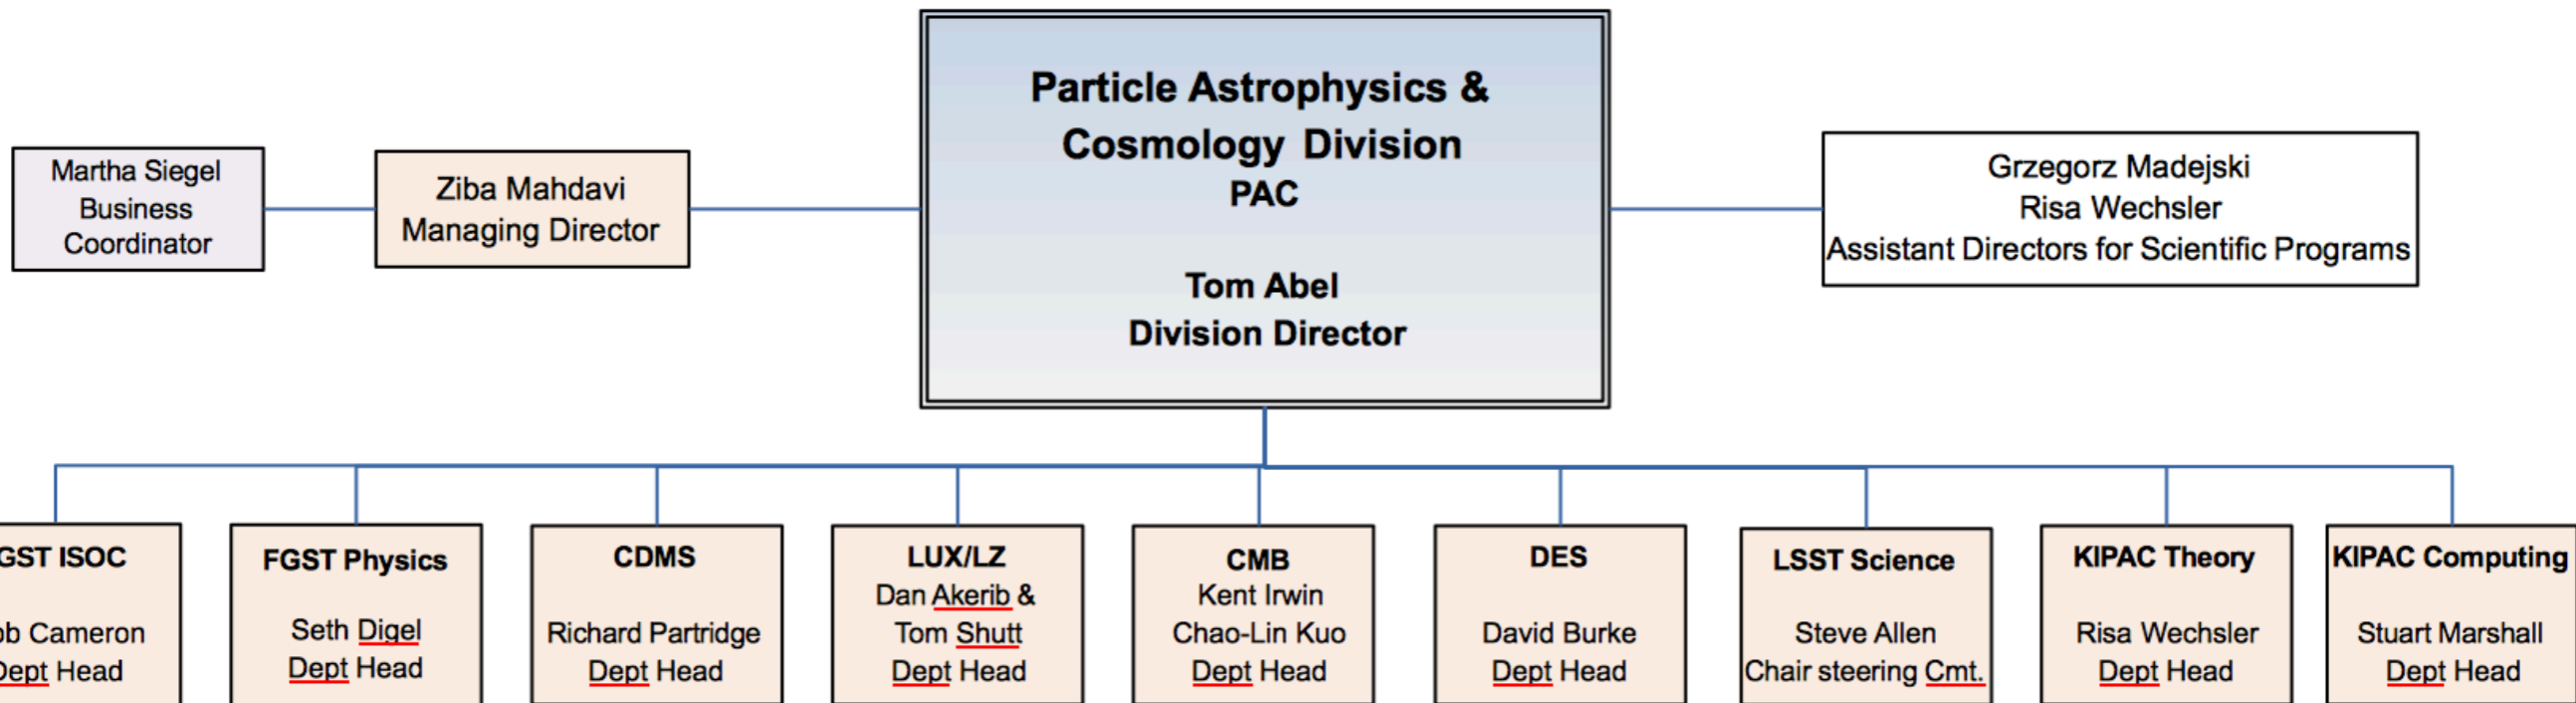 Particle Astrophysics &
Cosmology Division
PAC
Tom Abel
Division Director
Martha Siegel
Business
Coordinator
Ziba Mahdavi
Managing Director
Grzegorz Madejski
Risa Wechsler
Assistant Directors for Scientific Programs
ISOC
Cameron
Head
FGST Physics
Seth Digel
Dept Head
CDMS
Richard Partridge
Dept Head
LUX/LZ
Dan Akerib &
Tom Shutt
Dept Head
CMB
Kent Irwin
Chao-Lin Kuo
Dept Head
DES
David Burke
Dept Head
LSST Science
Steve Allen
Chair steering Cmt.
KIPAC Theory
Risa Wechsler
Dept Head
KIPAC Computing
Stuart Marshall
Dept Head